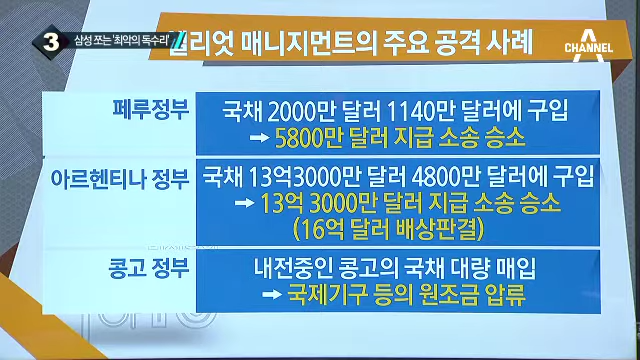 3 삼성 쪼는 '최악의 독수리'
리엇 매니지먼트의 주요 공격 사례
CHANNEL A
페루정부
국채 2000만 달러 1140만 달러에 구입
→ 5800만 달러 지급 소송 승소
아르헨티나 정부
국채 13억3000만 달러 4800만 달러에 구입
→ 13억 3000만 달러 지급 소송 승소
(16억 달러 배상판결)
콩고 정부
내전중인 콩고의 국채 대량 매입
→ 국제기구 등의 원조금 압류